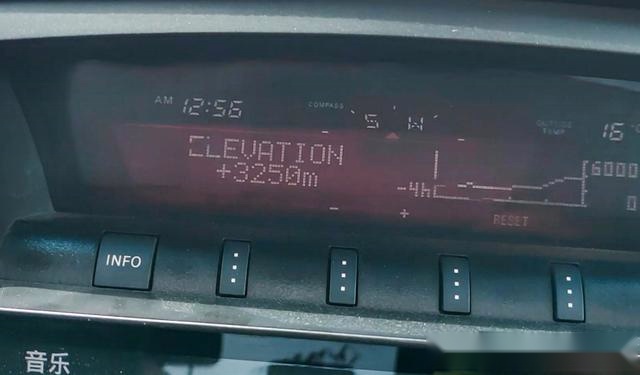 AM 12:56
COMPASS
S W
OUTSIDE TEMP
16
ELEVATION
+3250m
-4h
6000
0
- +
RESET
INFO
音乐